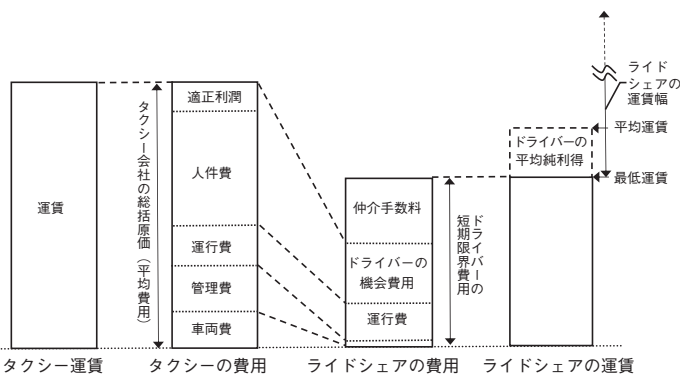 運賃
タクシー会社の総括原価（平均費用）
適正利潤
人件費
運行費
管理費
車両費
仲介手数料
ドライバーの
機会費用
運行費
ドライバーの
短期限界費用
ドライバーの
平均純利得
ライド
シェアの
運賃幅
平均運賃
最低運賃
タクシー運賃
タクシーの費用
ライドシェアの費用
ライドシェアの運賃